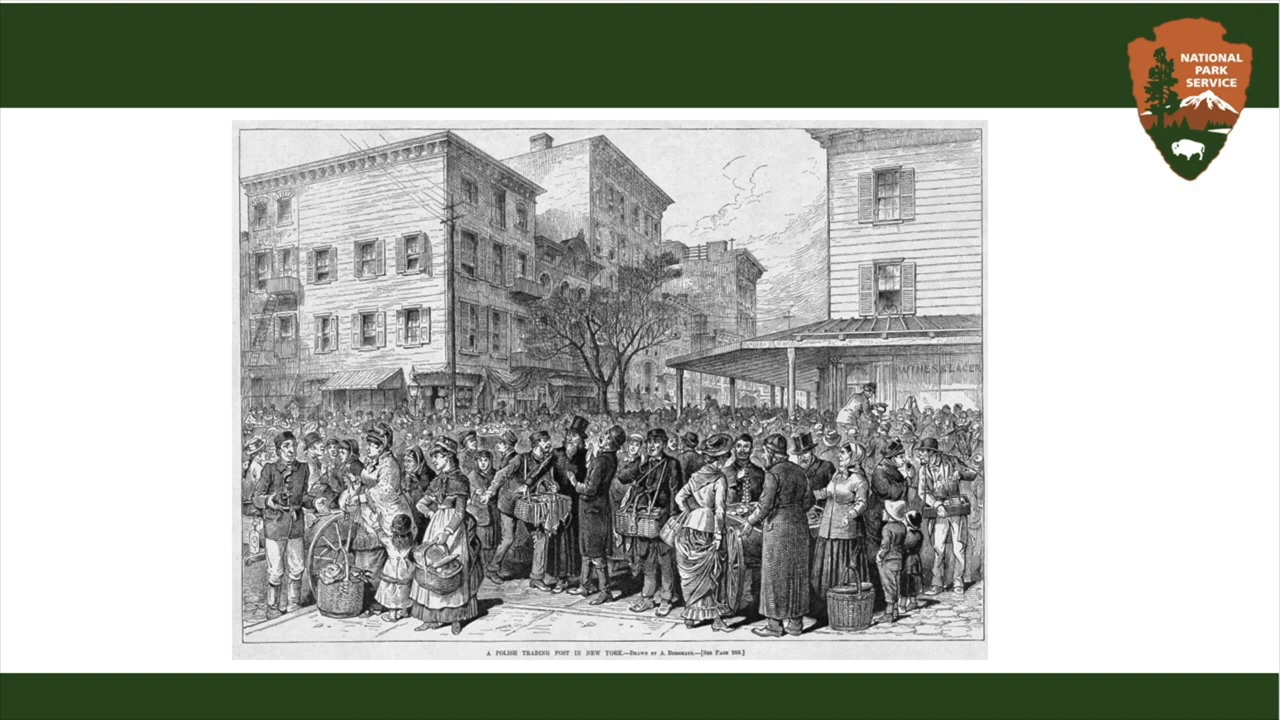 NATIONAL
PARK
SERVICE
WINES & LAGER
A POLISH TRADING POST IN NEW YORK.—Drawn by A. Berghaus.—[See Page